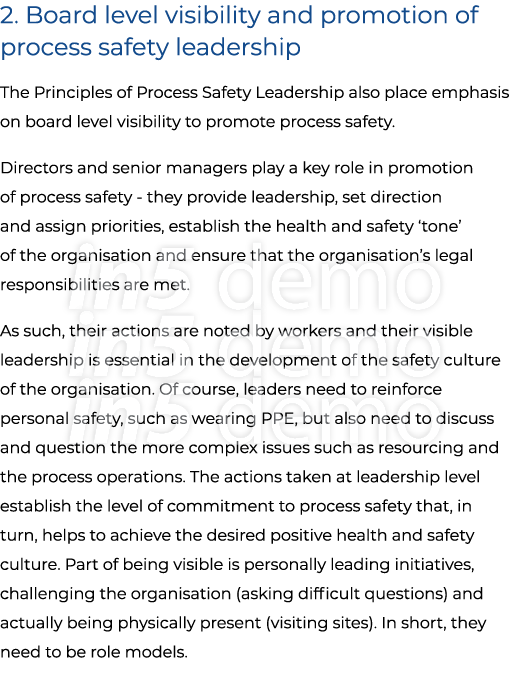 2. Board level visibility and promotion of
process safety leadership
The Principles of Process Safety Leadership also place emphasis
on board level visibility to promote process safety.
Directors and senior managers play a key role in promotion
of process safety - they provide leadership, set direction
and assign priorities, establish the health and safety ‘tone’
of the organisation and ensure that the organisation’s legal
responsibilities are met.
As such, their actions are noted by workers and their visible
leadership is essential in the development of the safety culture
of the organisation. Of course, leaders need to reinforce
personal safety, such as wearing PPE, but also need to discuss
and question the more complex issues such as resourcing and
the process operations. The actions taken at leadership level
establish the level of commitment to process safety that, in
turn, helps to achieve the desired positive health and safety
culture. Part of being visible is personally leading initiatives,
challenging the organisation (asking difficult questions) and
actually being physically present (visiting sites). In short, they
need to be role models.
in5 demo
in5 demo
in5 demo